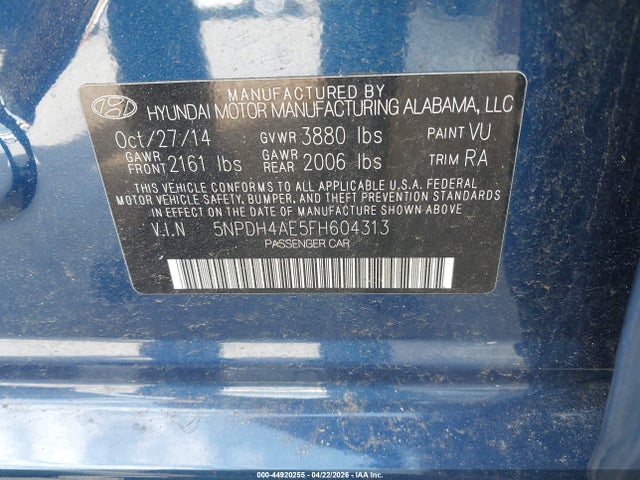 MANUFACTURED BY
HYUNDAI MOTOR MANUFACTURING ALABAMA, LLC
Oct/27/14 GVWR 3880 lbs PAINT VU
GAWR FRONT 2161 lbs GAWR REAR 2006 lbs TRIM RA
THIS VEHICLE CONFORMS TO ALL APPLICABLE U.S.A. FEDERAL
MOTOR VEHICLE SAFETY, BUMPER, AND THEFT PREVENTION STANDARDS
IN EFFECT ON THE DATE OF MANUFACTURE SHOWN ABOVE.
V.I.N 5NPDH4AE5FH604313
PASSENGER CAR
000-44920255 - 04/22/2026 - IAAI.COM